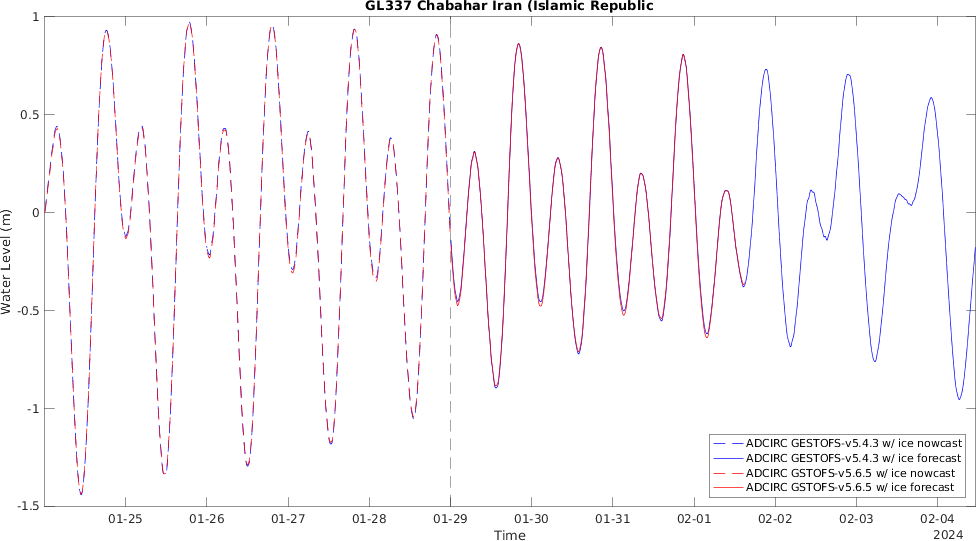 GL337 Chabahar Iran (Islamic Republic
1
0.5
0
-0.5
-1
-1.5
Water Level (m)
ADCIRC GESTOFS-v5.4.3 w/ ice nowcast
ADCIRC GESTOFS-v5.4.3 w/ ice forecast
ADCIRC GSTOFS-v5.6.5 w/ ice nowcast
ADCIRC GSTOFS-v5.6.5 w/ ice forecast
01-25 01-26 01-27 01-28 01-29 01-30 01-31 02-01 02-02 02-03 02-04
Time
2024